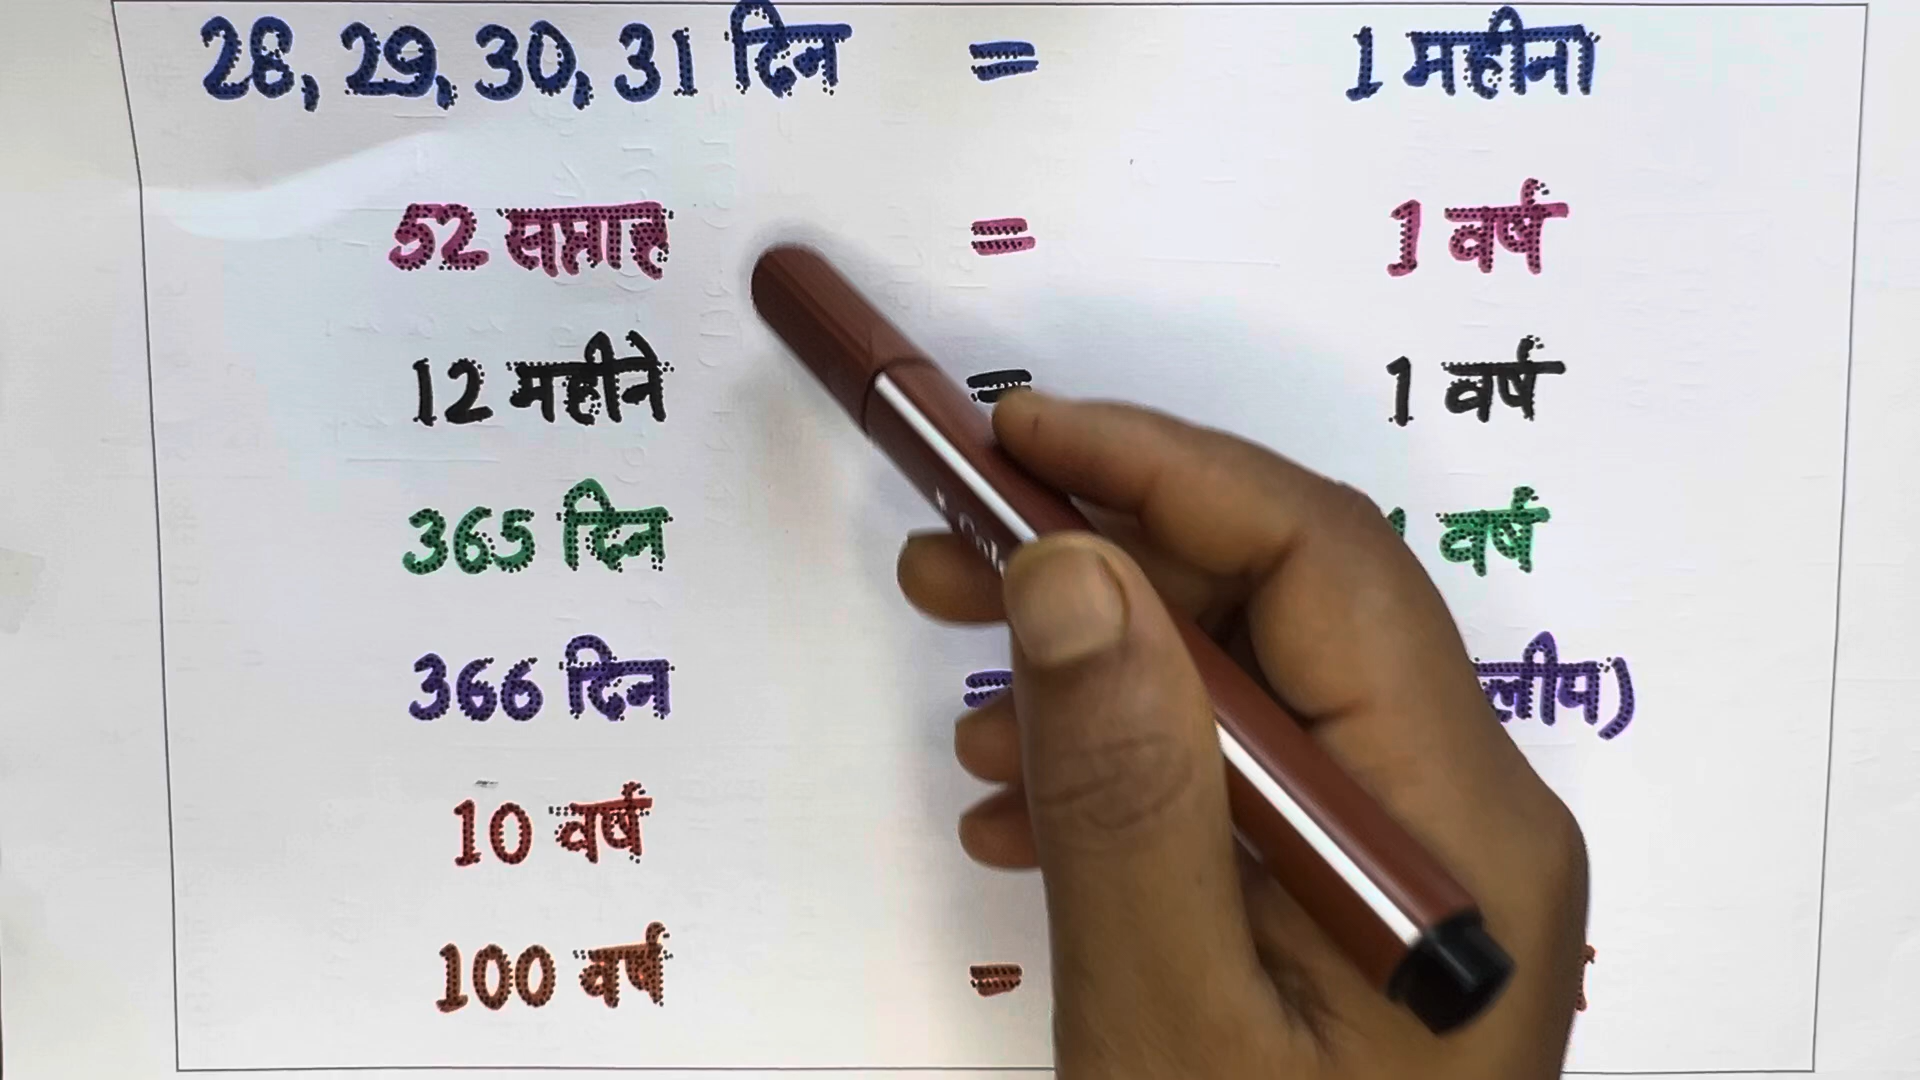 28, 29, 30, 31 दिन = 1 महीना
52 सप्ताह = 1 वर्ष
12 महीने = 1 वर्ष
365 दिन वर्ष
366 दिन = लीप)
10 वर्ष
100 वर्ष =